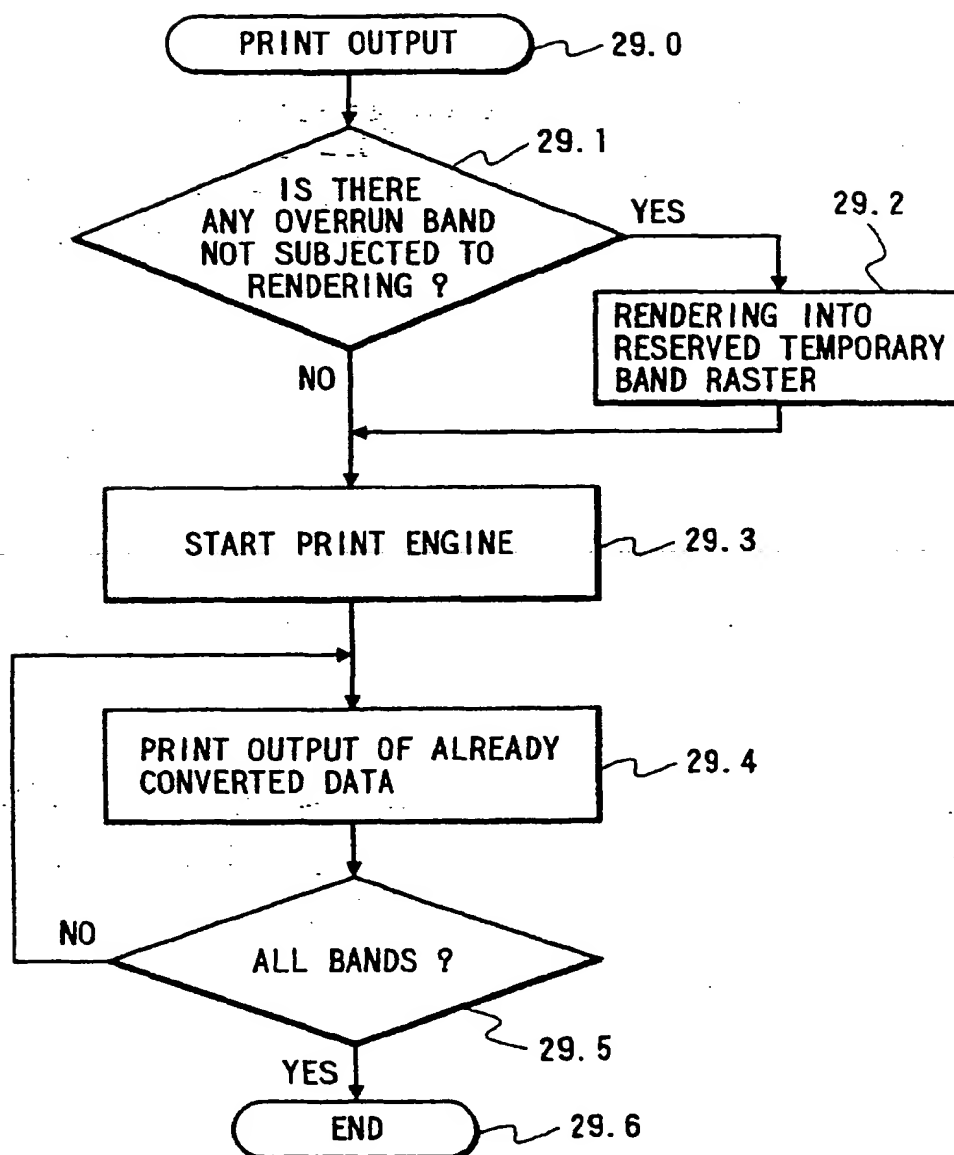 PRINT OUTPUT
29.0
29.1
IS THERE
ANY OVERRUN BAND
NOT SUBJECTED TO
RENDERING ?
YES
29.2
RENDERING INTO
RESERVED TEMPORARY
BAND RASTER
NO
START PRINT ENGINE
29.3
PRINT OUTPUT OF ALREADY
CONVERTED DATA
29.4
NO
ALL BANDS ?
29.5
YES
END
29.6